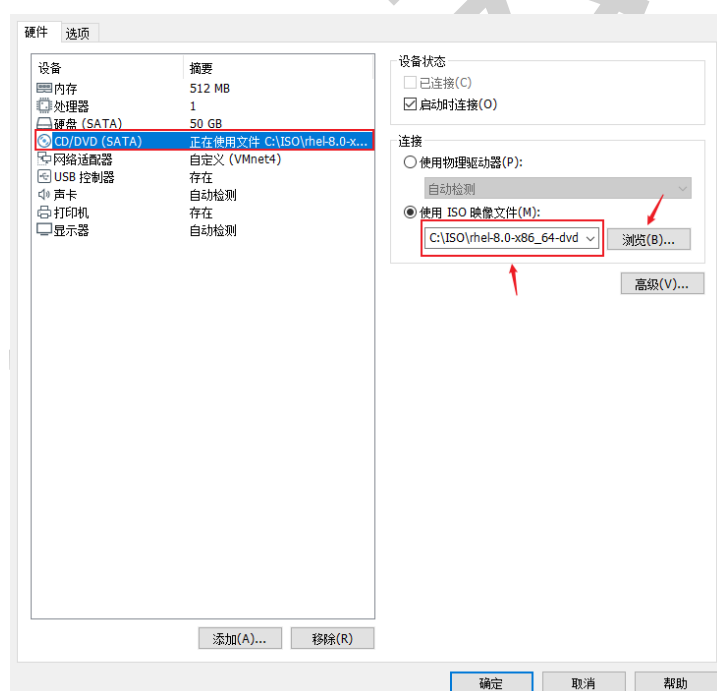 硬件 选项
设备 摘要
内存 512 MB
处理器 1
硬盘 (SATA) 50 GB
CD/DVD (SATA) 正在使用文件 C:\ISO\rhel-8.0-x...
网络适配器 自定义 (VMnet4)
USB 控制器 存在
声卡 自动检测
打印机 存在
显示器 自动检测
添加(A)... 移除(R)
设备状态
已连接(C)
启动时连接(O)
连接
使用物理驱动器(P):
自动检测
使用 ISO 映像文件(M):
C:\ISO\rhel-8.0-x86_64-dvd 浏览(B)...
高级(V)...
确定 取消 帮助